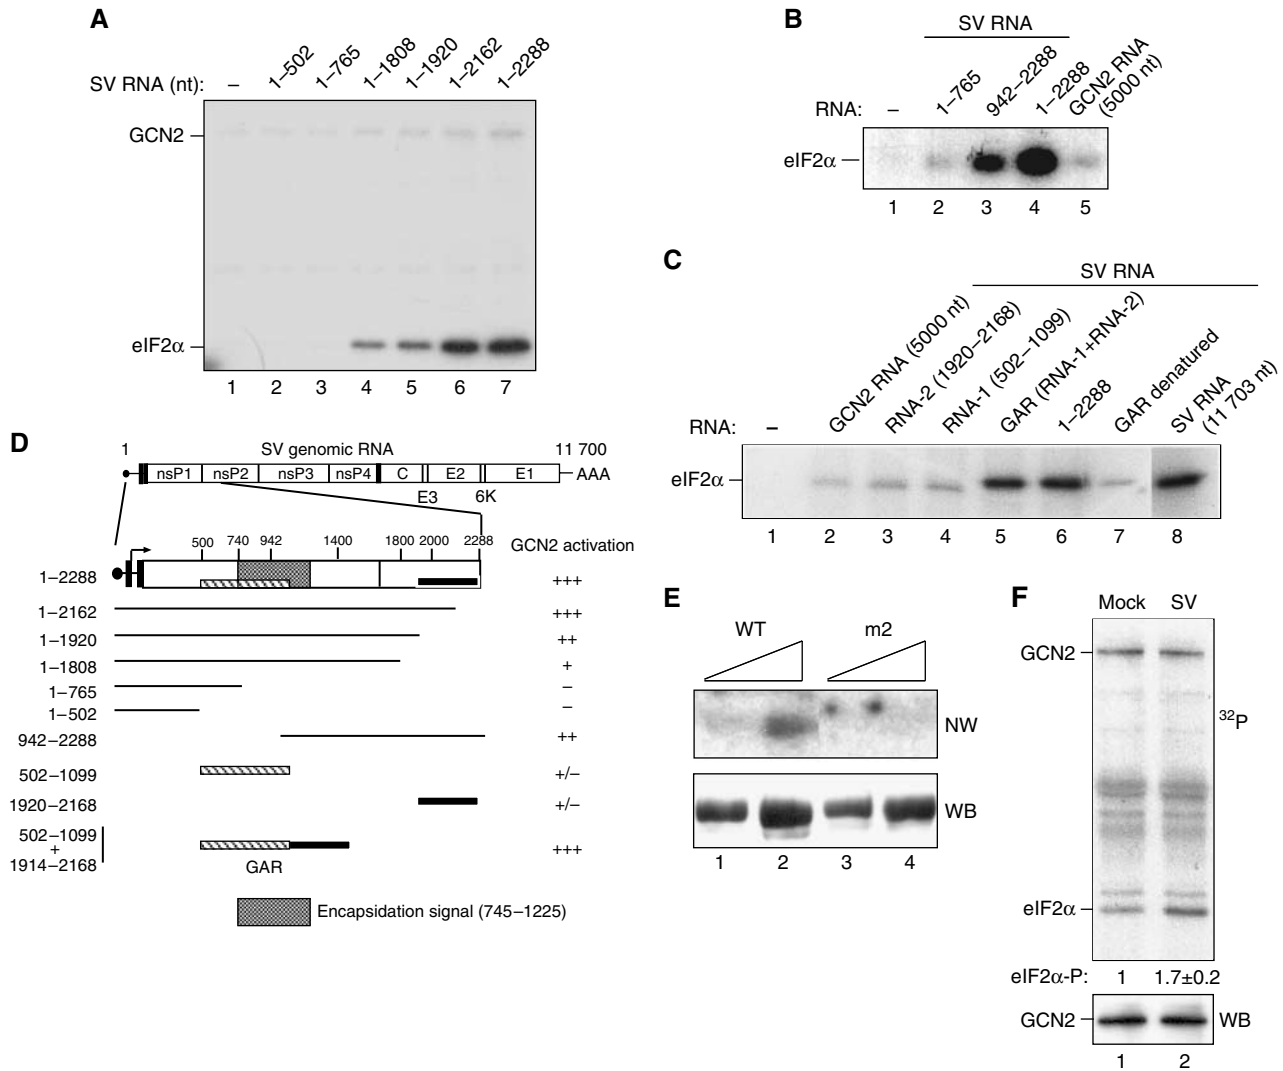 A
SV RNA (nt): – 1–502 1–765 1–1808 1–1920 1–2162 1–2288
GCN2
eIF2α
1 2 3 4 5 6 7
B
SV RNA
RNA: – 1–765 942–2288 1–2288 GCN2 RNA (5000 nt)
eIF2α
1 2 3 4 5
C
SV RNA
RNA: – GCN2 RNA (5000 nt) RNA-2 (1920–2168) RNA-1 (502–1099) GAR (RNA-1+RNA-2) 1–2288 GAR denatured SV RNA (11 703 nt)
eIF2α
1 2 3 4 5 6 7 8
D
1 SV genomic RNA 11 700
nsP1 nsP2 nsP3 nsP4 C E2 E1 AAA
E3 6K
500 740 942 1400 1800 2000 2288 GCN2 activation
1–2288 +++
1–2162 +++
1–1920 ++
1–1808 +
1–765 –
1–502 –
942–2288 ++
502–1099 +/–
1920–2168 +/–
502–1099
+ +++
1914–2168
GAR
Encapsidation signal (745–1225)
E
WT m2
NW
WB
1 2 3 4
F
Mock SV
GCN2
32P
eIF2α
eIF2α-P: 1 1.7±0.2
GCN2 WB
1 2